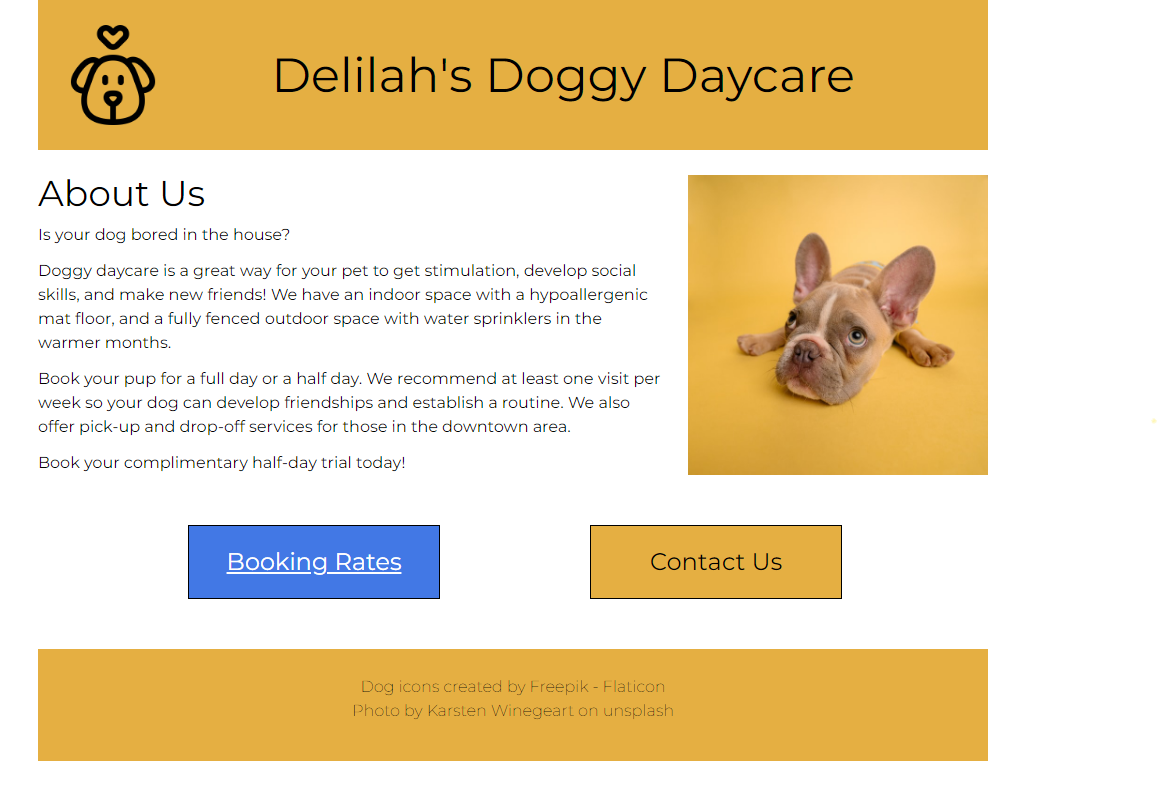 Delilah's Doggy Daycare
About Us
Is your dog bored in the house?
Doggy daycare is a great way for your pet to get stimulation, develop social
skills, and make new friends! We have an indoor space with a hypoallergenic
mat floor, and a fully fenced outdoor space with water sprinklers in the
warmer months.
Book your pup for a full day or a half day. We recommend at least one visit per
week so your dog can develop friendships and establish a routine. We also
offer pick-up and drop-off services for those in the downtown area.
Book your complimentary half-day trial today!
Booking Rates
Contact Us
Dog icons created by Freepik - Flaticon
Photo by Karsten Winegeart on unsplash